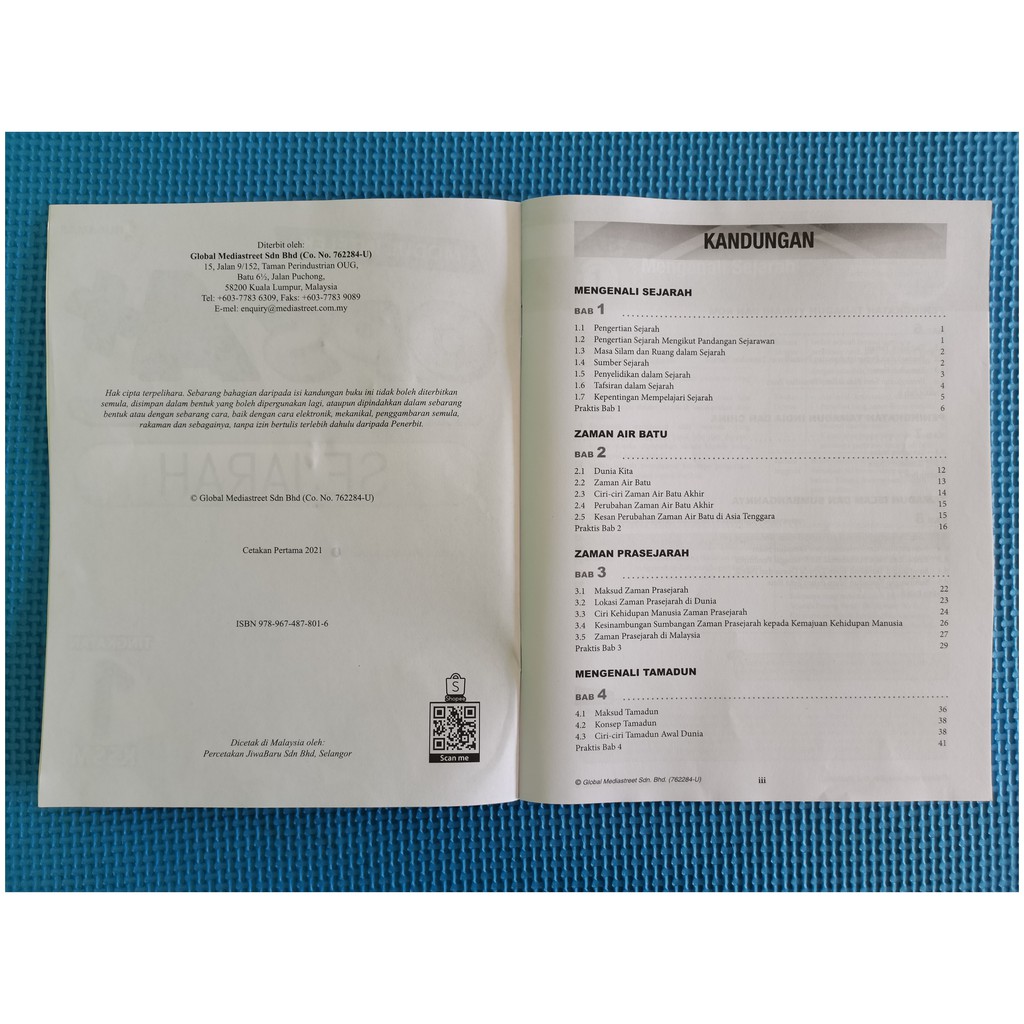 Diterbit oleh:
Global Mediastreet Sdn Bhd (Co. No. 762284-U)
15, Jalan 9/152, Taman Perindustrian OUG,
Batu 6½, Jalan Puchong,
58200 Kuala Lumpur, Malaysia
Tel: +603-7783 6309, Faks: +603-7783 9089
E-mel: enquiry@mediastreet.com.my
Hak cipta terpelihara. Sebarang bahagian daripada isi kandungan buku ini tidak boleh diterbitkan
semula, disimpan dalam bentuk yang boleh dipergunakan lagi, ataupun dipindahkan dalam sebarang
bentuk atau dengan sebarang cara, baik dengan cara elektronik, mekanikal, penggambaran semula,
rakaman dan sebagainya, tanpa izin bertulis terlebih dahulu daripada Penerbit.
© Global Mediastreet Sdn Bhd (Co. No. 762284-U)
Cetakan Pertama 2021
ISBN 978-967-487-801-6
S
Shopee
Scan me
Dicetak di Malaysia oleh:
Percetakan JiwaBaru Sdn Bhd, Selangor
KANDUNGAN
MENGENALI SEJARAH
BAB 1
1.1 Pengertian Sejarah 1
1.2 Pengertian Sejarah Mengikut Pandangan Sejarawan 1
1.3 Masa Silam dan Ruang dalam Sejarah 2
1.4 Sumber Sejarah 2
1.5 Penyelidikan dalam Sejarah 3
1.6 Tafsiran dalam Sejarah 4
1.7 Kepentingan Mempelajari Sejarah 5
Praktis Bab 1 6
ZAMAN AIR BATU
BAB 2
2.1 Dunia Kita 12
2.2 Zaman Air Batu 13
2.3 Ciri-ciri Zaman Air Batu Akhir 14
2.4 Perubahan Zaman Air Batu Akhir 15
2.5 Kesan Perubahan Zaman Air Batu di Asia Tenggara 15
Praktis Bab 2 16
ZAMAN PRASEJARAH
BAB 3
3.1 Maksud Zaman Prasejarah 22
3.2 Lokasi Zaman Prasejarah di Dunia 23
3.3 Ciri Kehidupan Manusia Zaman Prasejarah 24
3.4 Kesinambungan Sumbangan Zaman Prasejarah kepada Kemajuan Kehidupan Manusia 26
3.5 Zaman Prasejarah di Malaysia 27
Praktis Bab 3 29
MENGENALI TAMADUN
BAB 4
4.1 Maksud Tamadun 36
4.2 Konsep Tamadun 38
4.3 Ciri-ciri Tamadun Awal Dunia 38
Praktis Bab 4 41
© Global Mediastreet Sdn. Bhd. (762284-U) iii